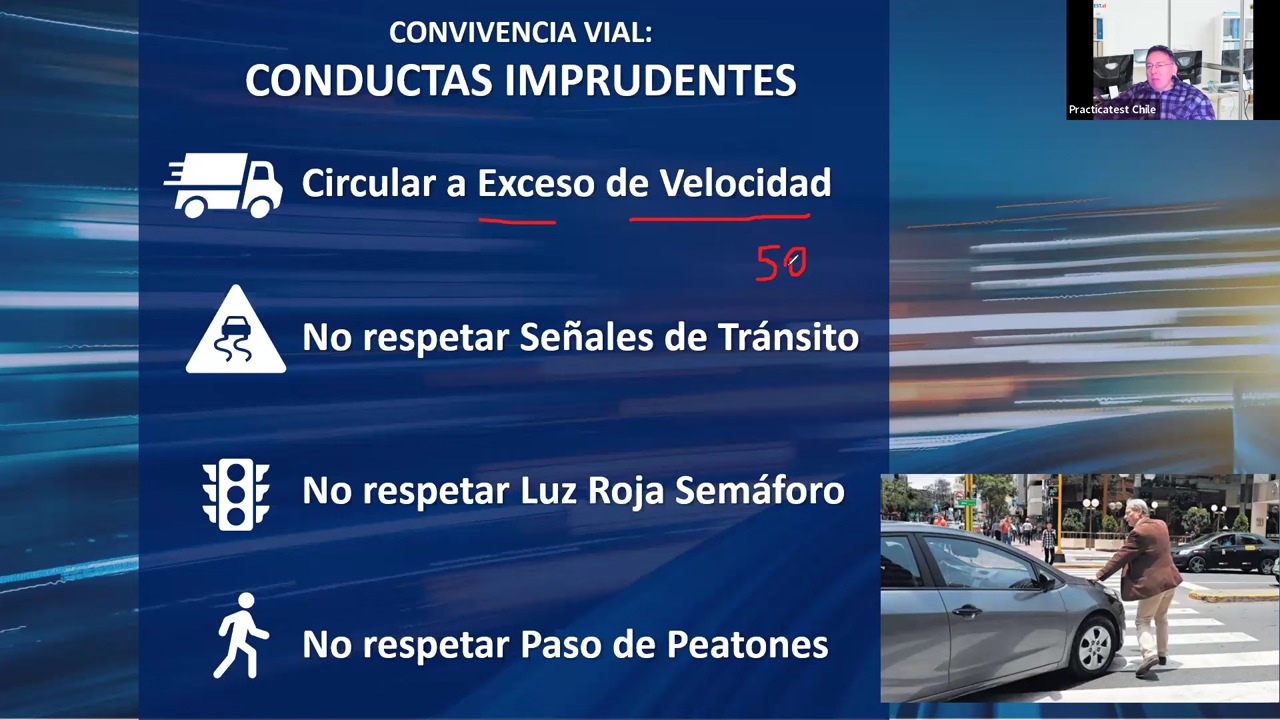 CONVIVENCIA VIAL:
CONDUCTAS IMPRUDENTES
Circular a Exceso de Velocidad
50
No respetar Señales de Tránsito
No respetar Luz Roja Semáforo
No respetar Paso de Peatones
Practicatest Chile